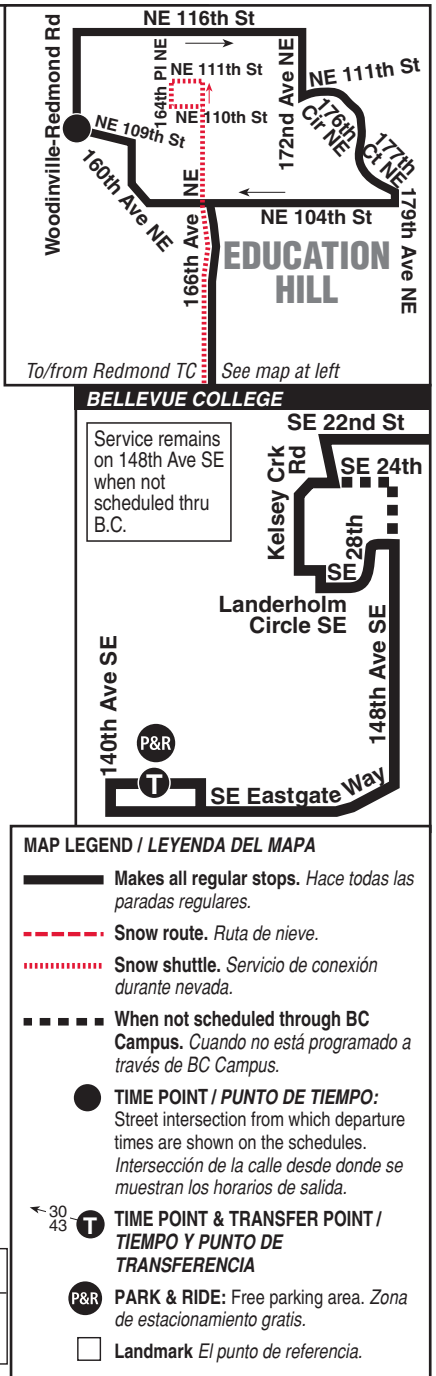 NE 116th St
Woodinville-Redmond Rd
164th Pl NE
NE 111th St
NE 110th St
172nd Ave NE
NE 111th St
176th
Cir NE
177th
Ct NE
179th Ave NE
NE 109th St
160th Ave NE
166th Ave NE
NE 104th St
EDUCATION
HILL
To/from Redmond TC
See map at left
BELLEVUE COLLEGE
Service remains
on 148th Ave SE
when not
scheduled thru
B.C.
SE 22nd St
Kelsey Crk
Rd
SE 24th
SE 28th
Landerholm
Circle SE
148th Ave SE
140th Ave SE
P&R
T
SE Eastgate Way
MAP LEGEND / LEYENDA DEL MAPA
Makes all regular stops. Hace todas las
paradas regulares.
Snow route. Ruta de nieve.
Snow shuttle. Servicio de conexión
durante nevada.
When not scheduled through BC
Campus. Cuando no está programado a
través de BC Campus.
TIME POINT / PUNTO DE TIEMPO:
Street intersection from which departure
times are shown on the schedules.
Intersección de la calle desde donde se
muestran los horarios de salida.
30
43
T
TIME POINT & TRANSFER POINT /
TIEMPO Y PUNTO DE
TRANSFERENCIA
P&R
PARK & RIDE: Free parking area. Zona
de estacionamiento gratis.
Landmark El punto de referencia.